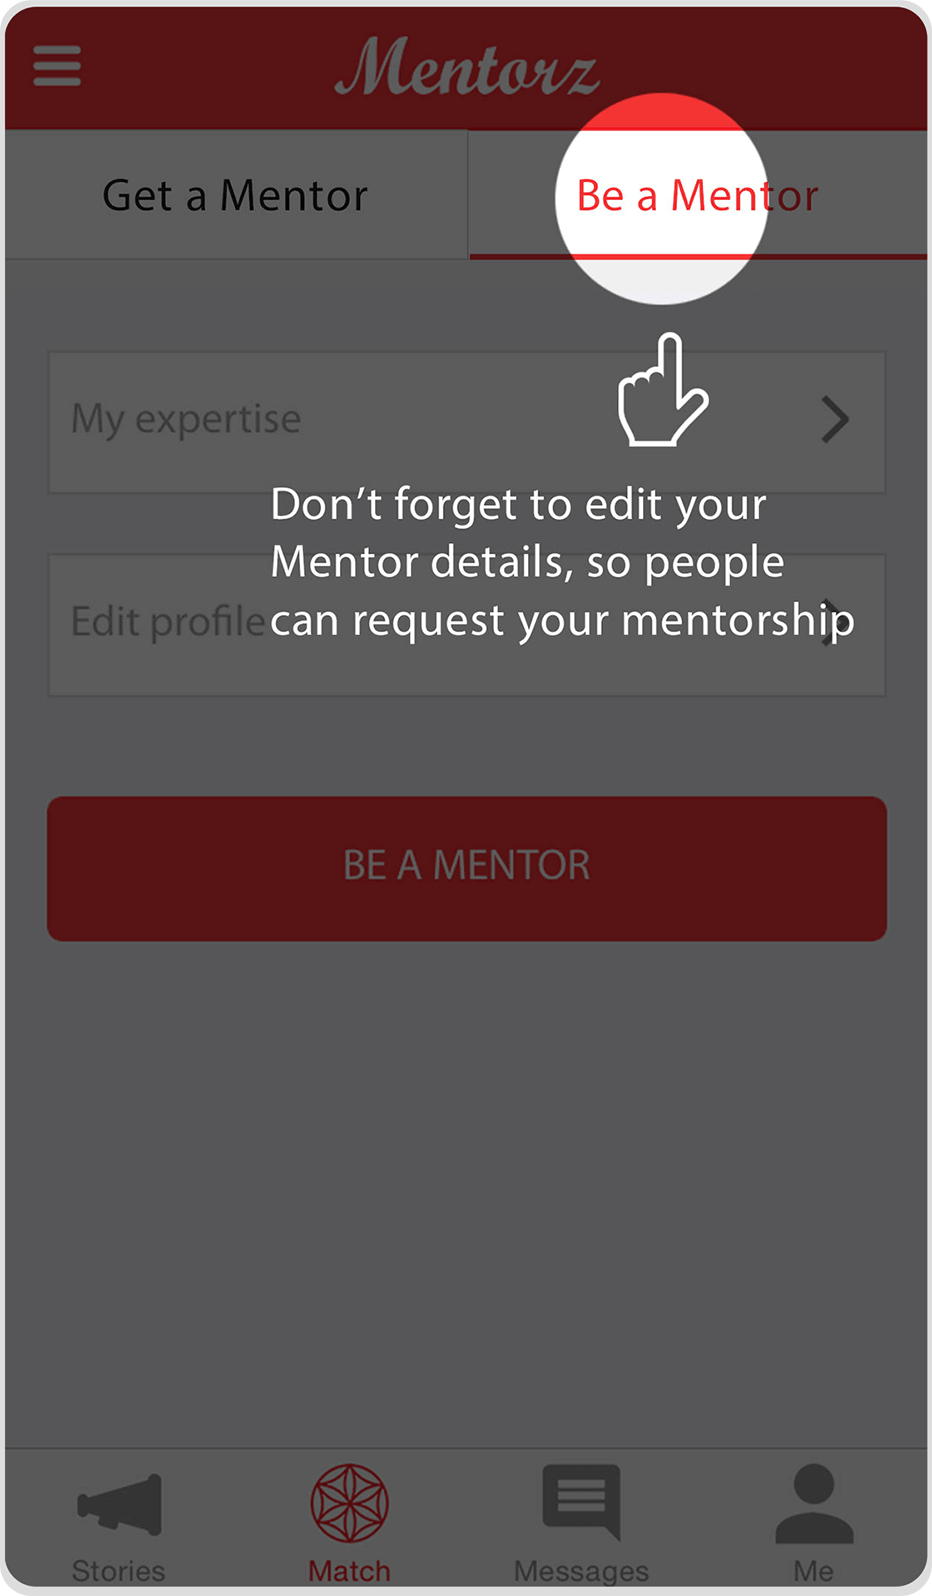 Mentorz
Get a Mentor
Be a Mentor
My expertise
Don’t forget to edit your
Mentor details, so people
Edit profile
can request your mentorship
BE A MENTOR
Stories
Match
Messages
Me